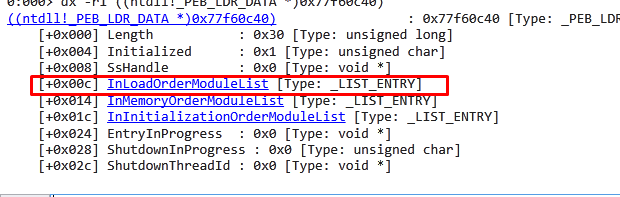 0:000> dx -r1 ((ntdll!_PEB_LDR_DATA *)0x77f60c40)
((ntdll!_PEB_LDR_DATA *)0x77f60c40) : 0x77f60c40 [Type: _PEB_LDR_DATA *]
[+0x000] Length : 0x30 [Type: unsigned long]
[+0x004] Initialized : 0x1 [Type: unsigned char]
[+0x008] SsHandle : 0x0 [Type: void *]
[+0x00c] InLoadOrderModuleList [Type: _LIST_ENTRY]
[+0x014] InMemoryOrderModuleList [Type: _LIST_ENTRY]
[+0x01c] InInitializationOrderModuleList [Type: _LIST_ENTRY]
[+0x024] EntryInProgress : 0x0 [Type: void *]
[+0x028] ShutdownInProgress : 0x0 [Type: unsigned char]
[+0x02c] ShutdownThreadId : 0x0 [Type: void *]